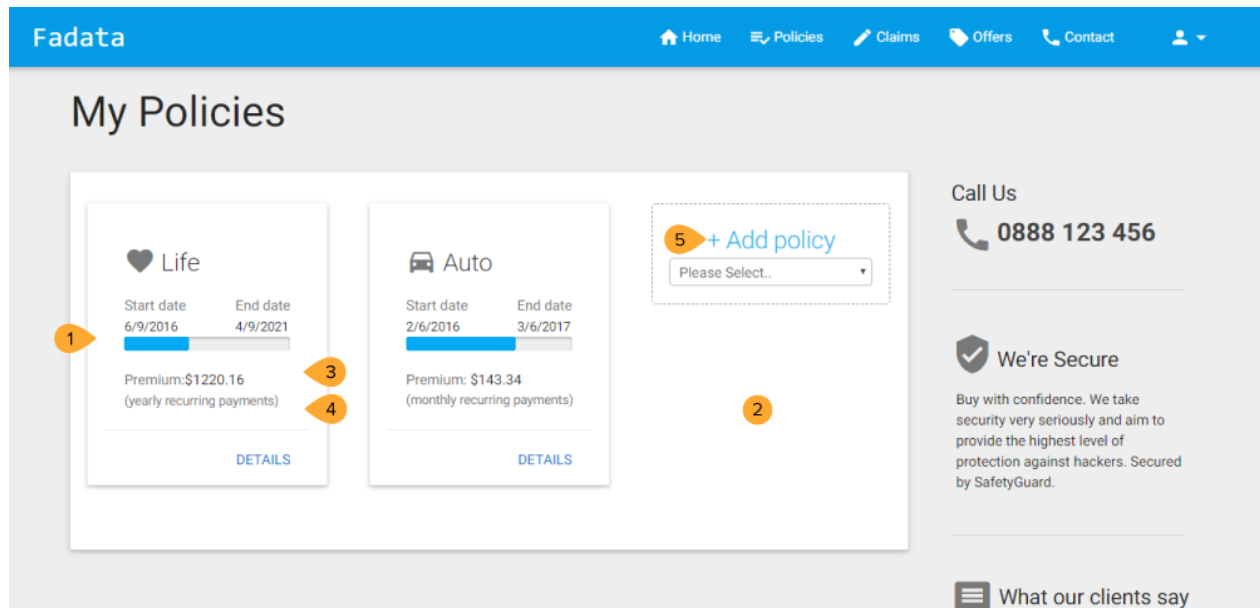 Fadata
Home
Policies
Claims
Offers
Contact
My Policies
Life
Start date End date
6/9/2016 4/9/2021
1
Premium:$1220.16
3
(yearly recurring payments)
4
DETAILS
Auto
Start date End date
2/6/2016 3/6/2017
Premium: $143.34
(monthly recurring payments)
DETAILS
5
+ Add policy
Please Select..
2
Call Us
0888 123 456
We're Secure
Buy with confidence. We take
security very seriously and aim to
provide the highest level of
protection against hackers. Secured
by SafetyGuard.
What our clients say